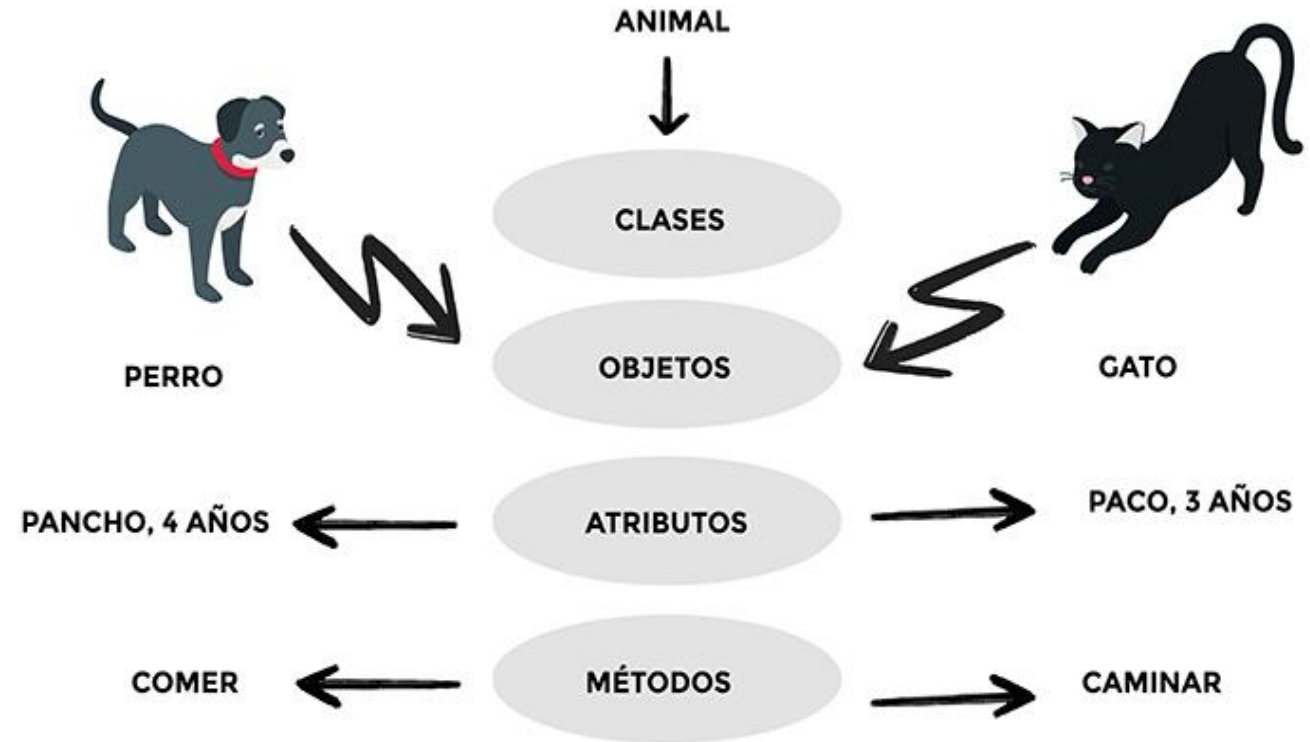 ANIMAL
CLASES
OBJETOS
PERRO
GATO
PANCHO, 4 AÑOS
ATRIBUTOS
PACO, 3 AÑOS
COMER
MÉTODOS
CAMINAR